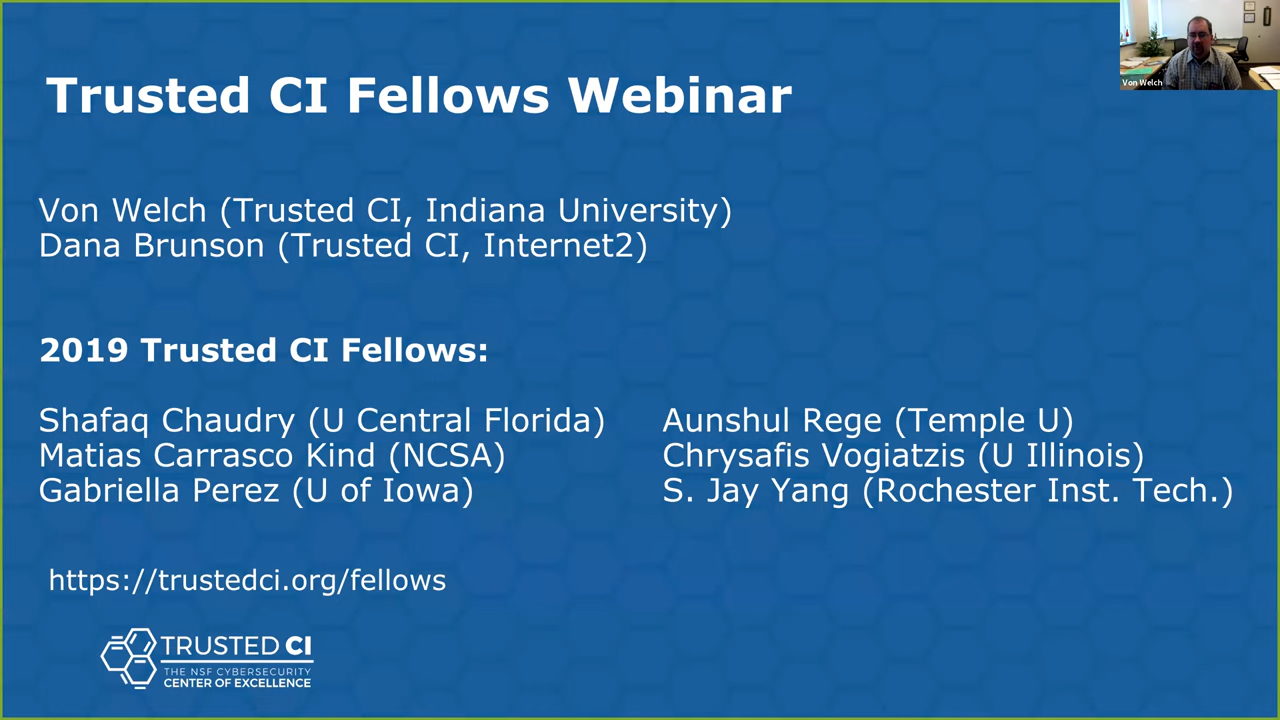 Trusted CI Fellows Webinar
Von Welch
Von Welch (Trusted CI, Indiana University)
Dana Brunson (Trusted CI, Internet2)
2019 Trusted CI Fellows:
Shafaq Chaudry (U Central Florida)
Matias Carrasco Kind (NCSA)
Gabriella Perez (U of Iowa)
Aunshul Rege (Temple U)
Chrysafis Vogiatzis (U Illinois)
S. Jay Yang (Rochester Inst. Tech.)
https://trustedci.org/fellows
TRUSTED CI
THE NSF CYBERSECURITY
CENTER OF EXCELLENCE